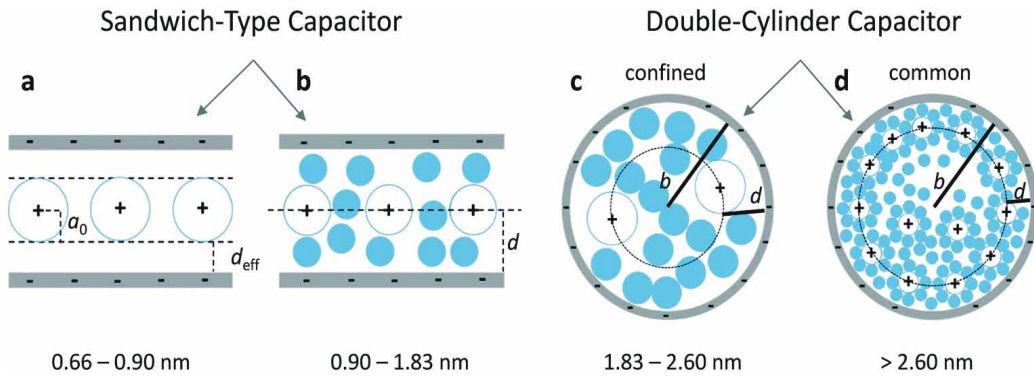 Sandwich-Type Capacitor
Double-Cylinder Capacitor
a
b
c
confined
d
common
- - - - -
- - - - -
+ + +
+ + +
a₀
d_eff
d
- - - - -
- - - - -
b
d
+
+
b
d
+ + + + + + + + + + +
0.66 – 0.90 nm
0.90 – 1.83 nm
1.83 – 2.60 nm
> 2.60 nm